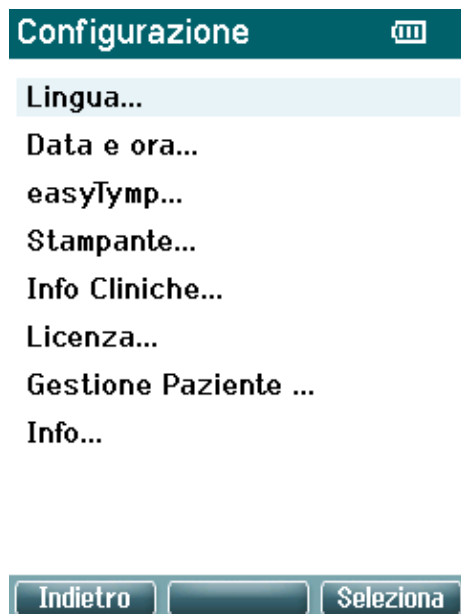 Configurazione
Lingua...
Data e ora...
easyTymp...
Stampante...
Info Cliniche...
Licenza...
Gestione Paziente ...
Info...
Indietro Seleziona